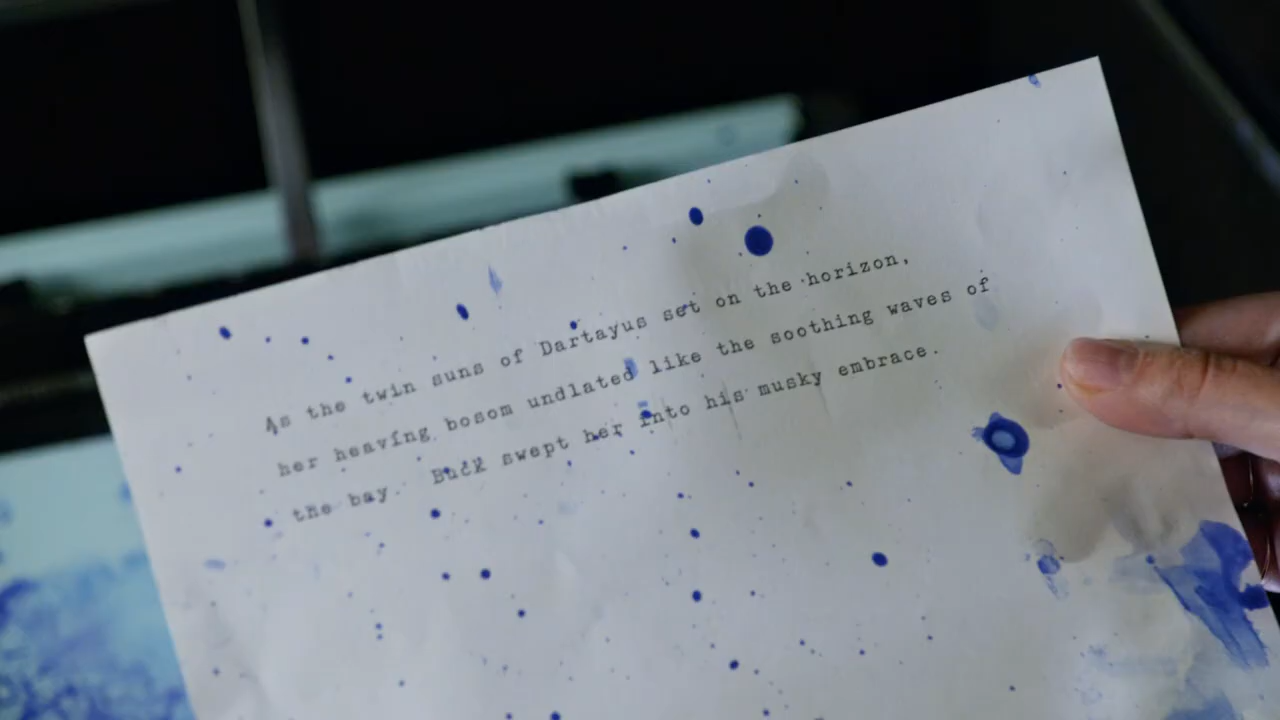 As the twin suns of Dartayus set on the horizon,
her heaving bosom undlated like the soothing waves of
the bay. Buck swept her into his musky embrace.